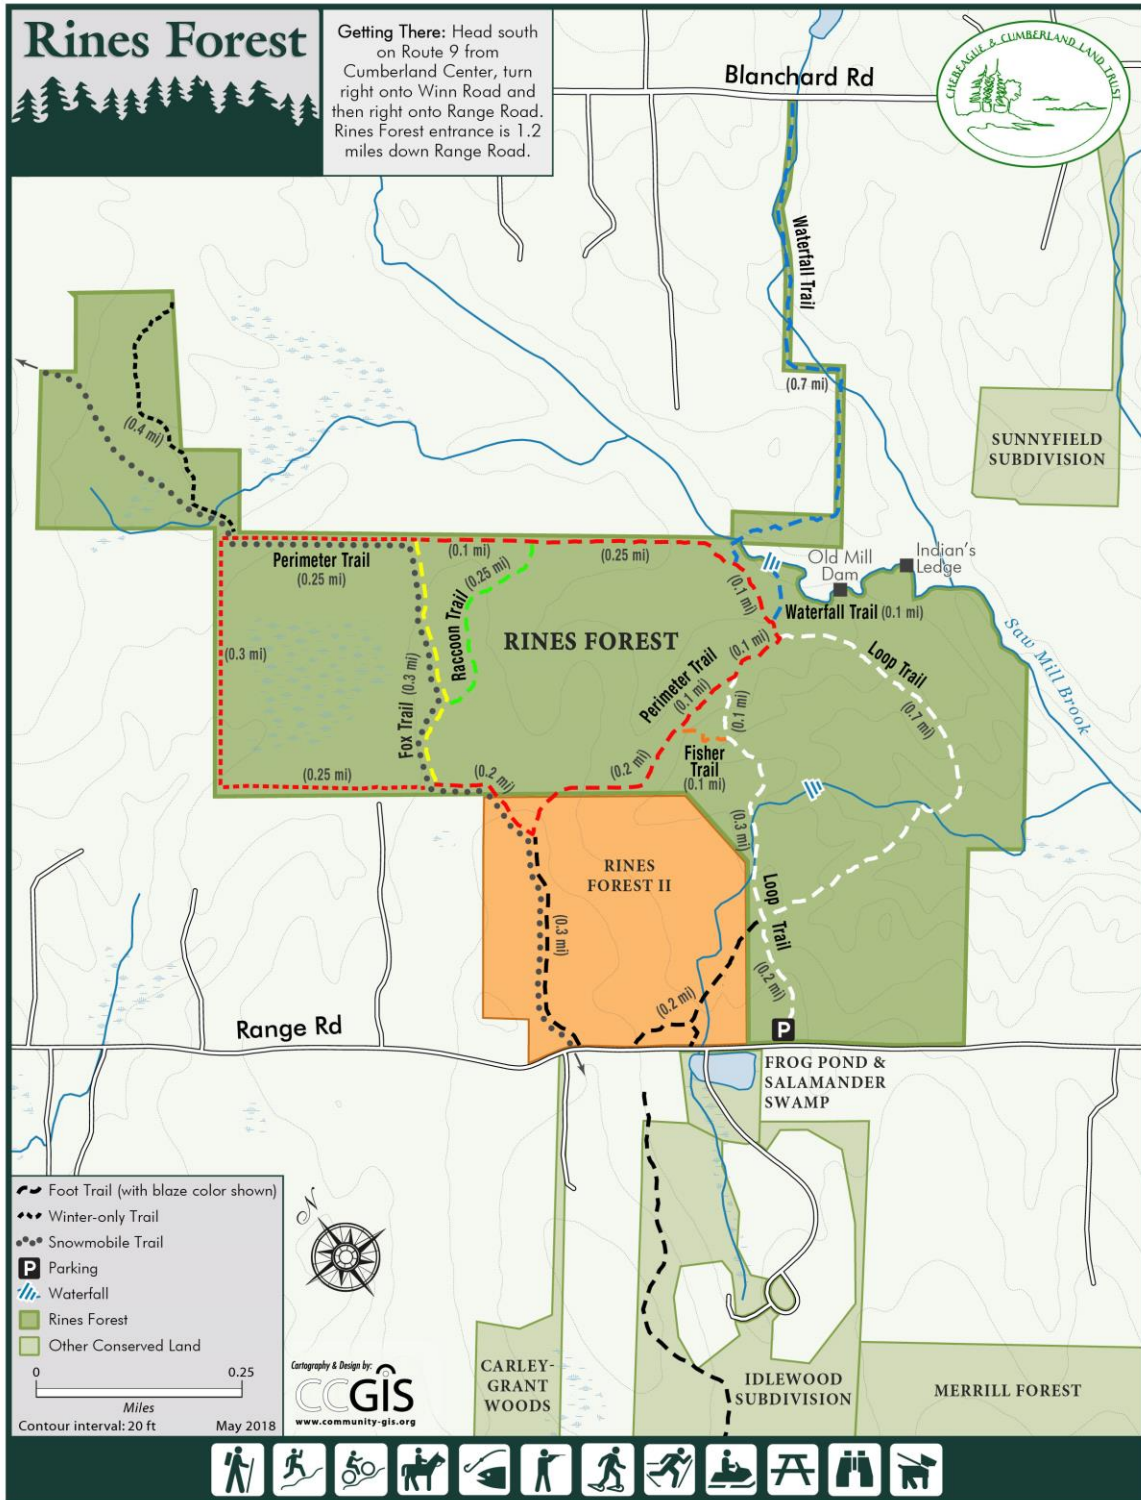 Rines Forest
Getting There: Head south
on Route 9 from
Cumberland Center, turn
right onto Winn Road and
then right onto Range Road.
Rines Forest entrance is 1.2
miles down Range Road.
CHEBEAGUE & CUMBERLAND LAND TRUST
Blanchard Rd
Waterfall Trail
(0.7 mi)
SUNNYFIELD
SUBDIVISION
(0.4 mi)
Perimeter Trail
(0.25 mi)
(0.1 mi)
(0.25 mi)
(0.25 mi)
Raccoon Trail
(0.1 mi)
Old Mill
Dam
Indian's
Ledge
Waterfall Trail (0.1 mi)
RINES FOREST
(0.3 mi)
Fox Trail (0.3 mi)
Perimeter Trail
(0.1 mi)
(0.1 mi)
(0.1 mi)
Loop Trail
(0.7 mi)
Saw Mill Brook
Fisher
Trail
(0.1 mi)
(0.25 mi)
(0.2 mi)
(0.2 mi)
(0.3 mi)
RINES
FOREST II
Loop Trail
(0.3 mi)
(0.2 mi)
(0.2 mi)
P
Range Rd
FROG POND &
SALAMANDER
SWAMP
Foot Trail (with blaze color shown)
Winter-only Trail
Snowmobile Trail
P Parking
Waterfall
Rines Forest
Other Conserved Land
0 0.25
Miles
Contour interval: 20 ft May 2018
N
Cartography & Design by:
CCGIS
www.community-gis.org
CARLEY-
GRANT
WOODS
IDLEWOOD
SUBDIVISION
MERRILL FOREST